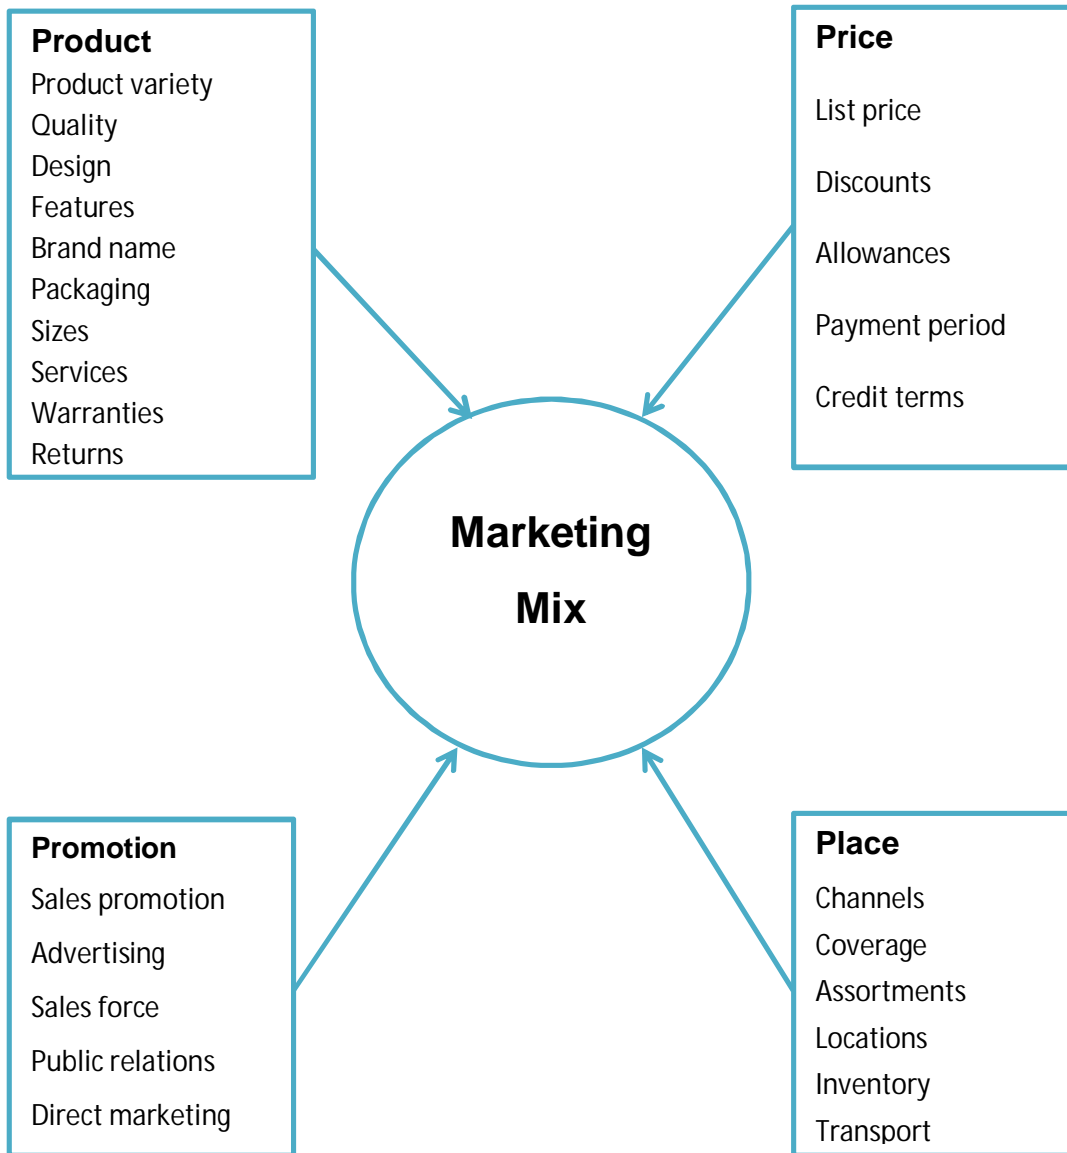 Product
Product variety
Quality
Design
Features
Brand name
Packaging
Sizes
Services
Warranties
Returns
Price
List price
Discounts
Allowances
Payment period
Credit terms
Marketing
Mix
Promotion
Sales promotion
Advertising
Sales force
Public relations
Direct marketing
Place
Channels
Coverage
Assortments
Locations
Inventory
Transport